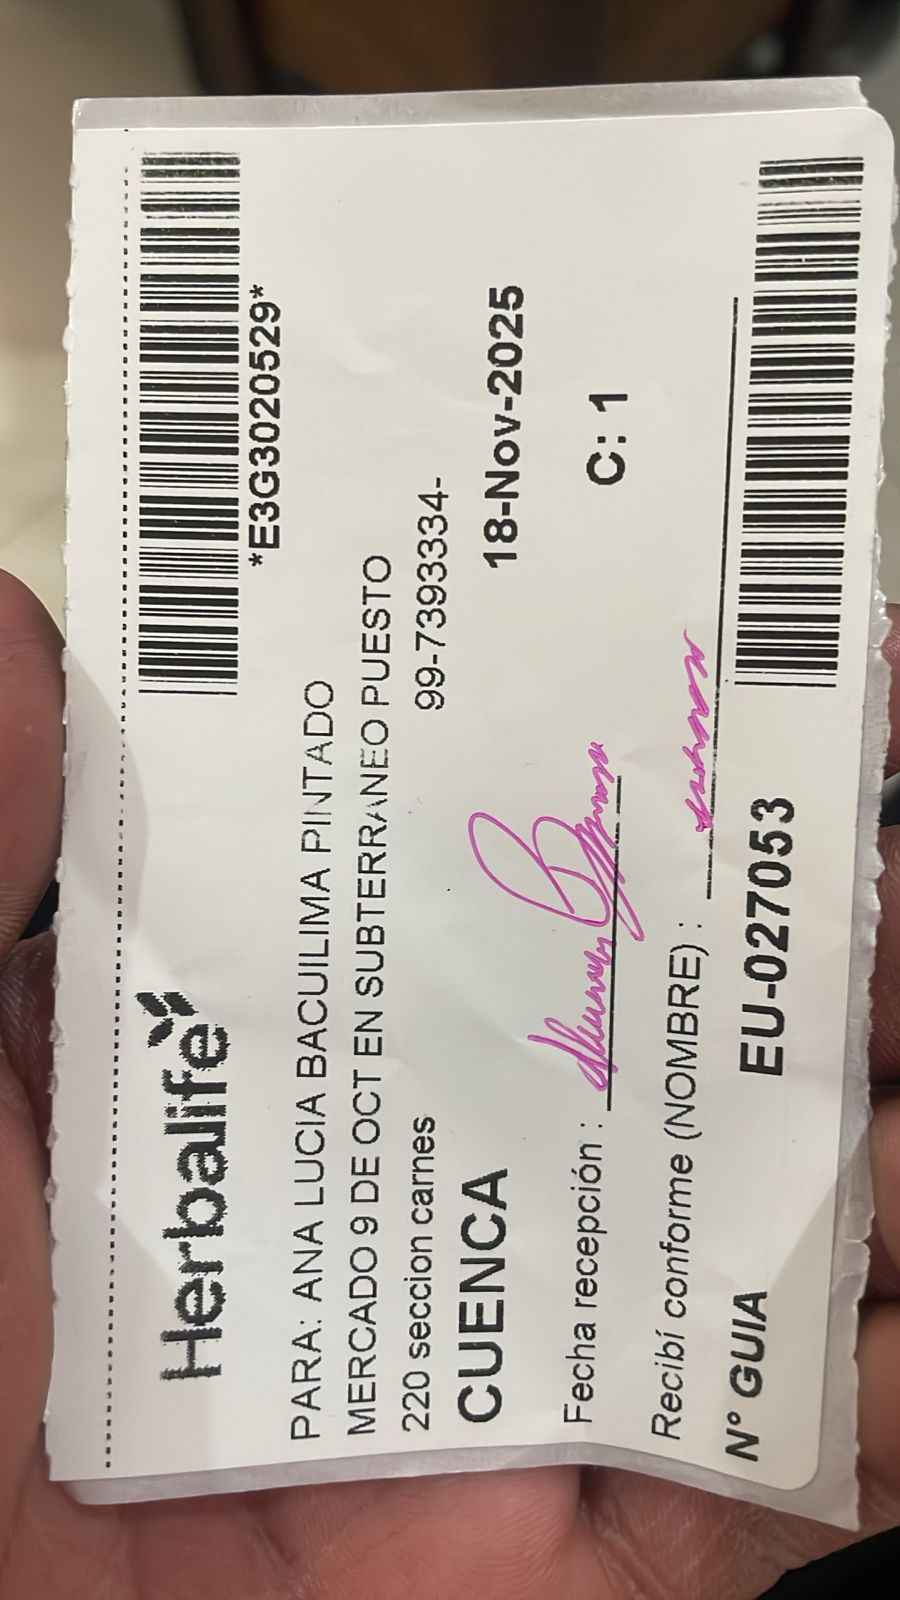 Herbalife
*E3G3020529*
PARA: ANA LUCIA BACUILIMA PINTADO
MERCADO 9 DE OCT EN SUBTERRANEO PUESTO
220 seccion carnes 99-7393334-
CUENCA 18-Nov-2025
Fecha recepción : C: 1
Recibí conforme (NOMBRE) :
N° GUIA EU-027053